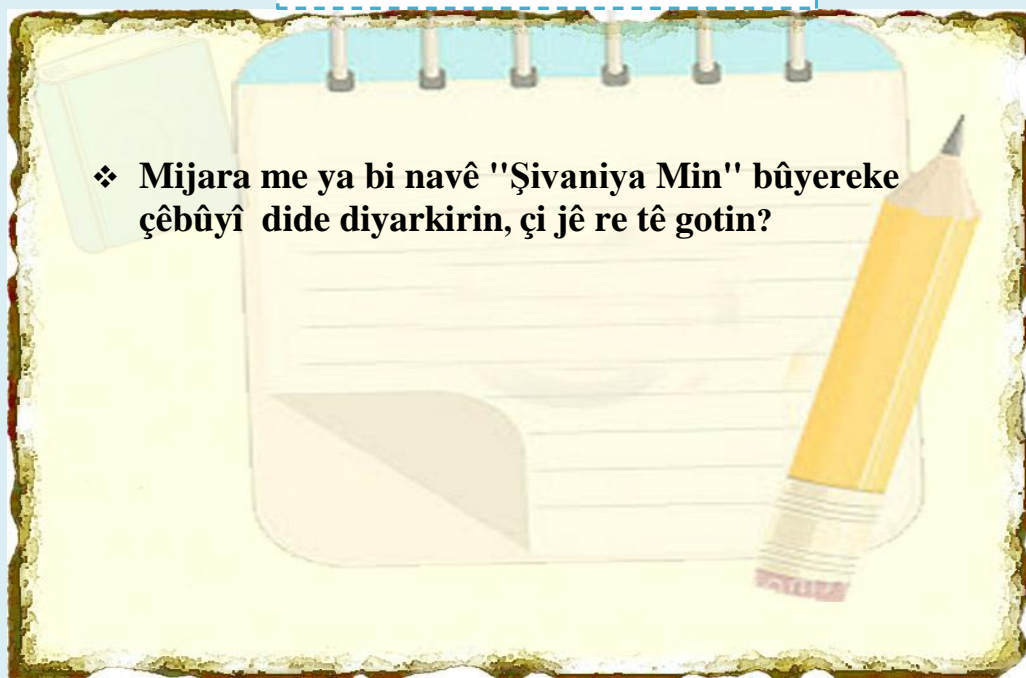 ❖ Mijara me ya bi navê "Şivaniya Min" bûyereke
çêbûyî dide diyarkirin, çi jê re tê gotin?